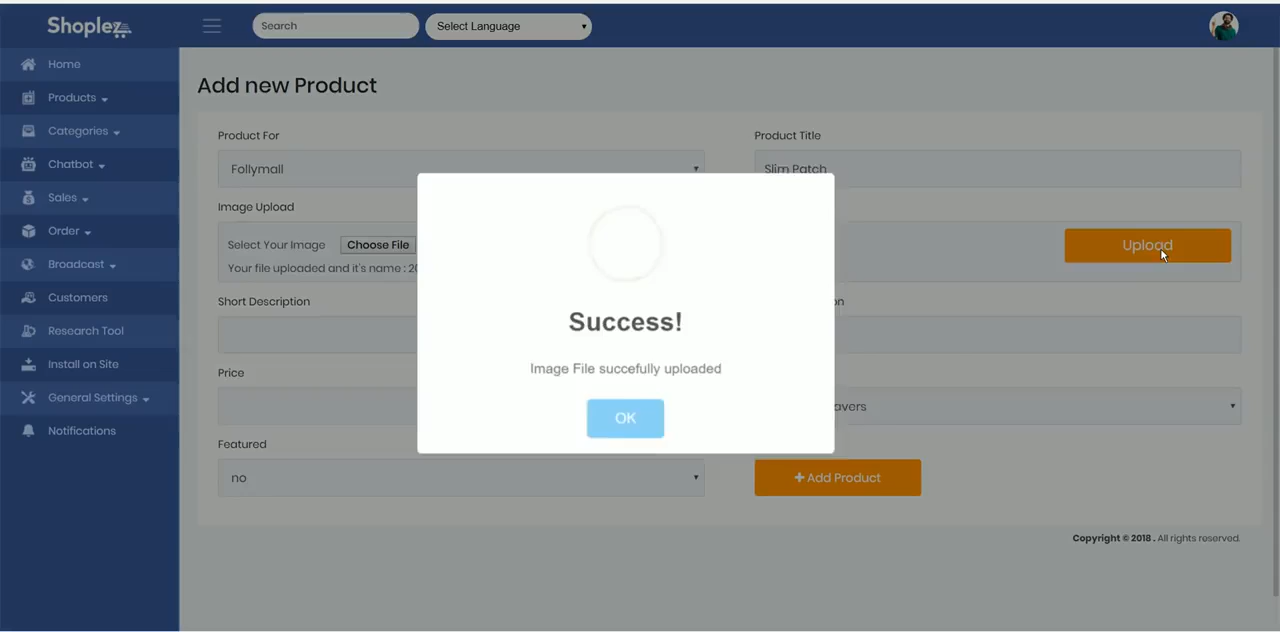 Shoplez
Search
Select Language
Home
Products
Categories
Chatbot
Sales
Order
Broadcast
Customers
Research Tool
Install on Site
General Settings
Notifications
Add new Product
Product For
Product Title
Follymall
Slim Patch
Image Upload
Select Your Image
Choose File
Upload
Your file uploaded and it's name : 20
Short Description
Price
Featured
no
Success!
Image File succefully uploaded
OK
Add Product
Copyright © 2018 . All rights reserved.